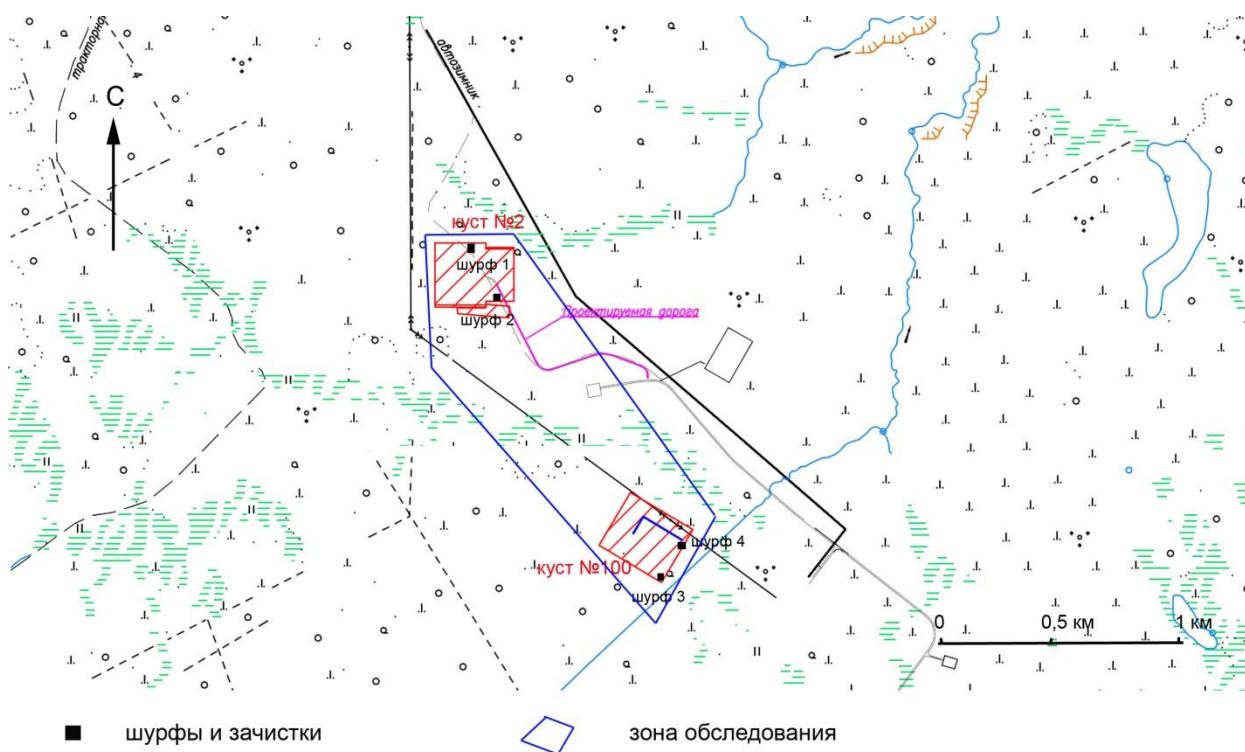 тракторная
автозимник
С
куст №2
шурф 1
шурф 2
Проектируемая дорога
шурф 4
куст №100
шурф 3
0 0,5 км 1 км
шурфы и зачистки
зона обследования